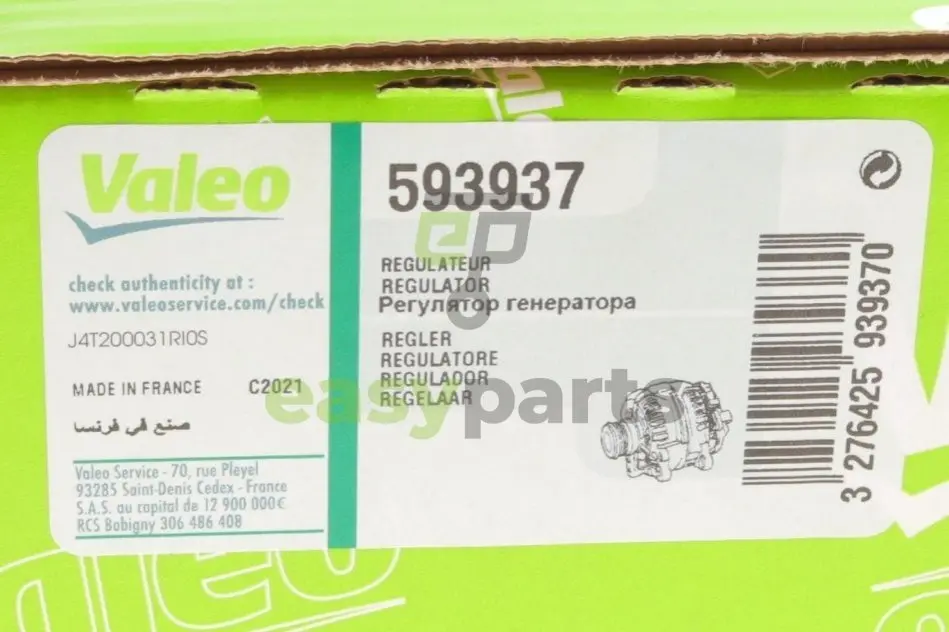 Valeo
check authenticity at :
www.valeoservice.com/check
J4T200031RI0S
MADE IN FRANCE C2021
صنع في فرنسا
Valeo Service - 70, rue Pleyel
93285 Saint-Denis Cedex - France
S.A.S. au capital de 12 900 000€
RCS Bobigny 306 486 408
593937
REGULATEUR
REGULATOR
Регулятор генератора
REGLER
REGULATORE
REGULADOR
REGELAAR
easyparts
3 276425 939370